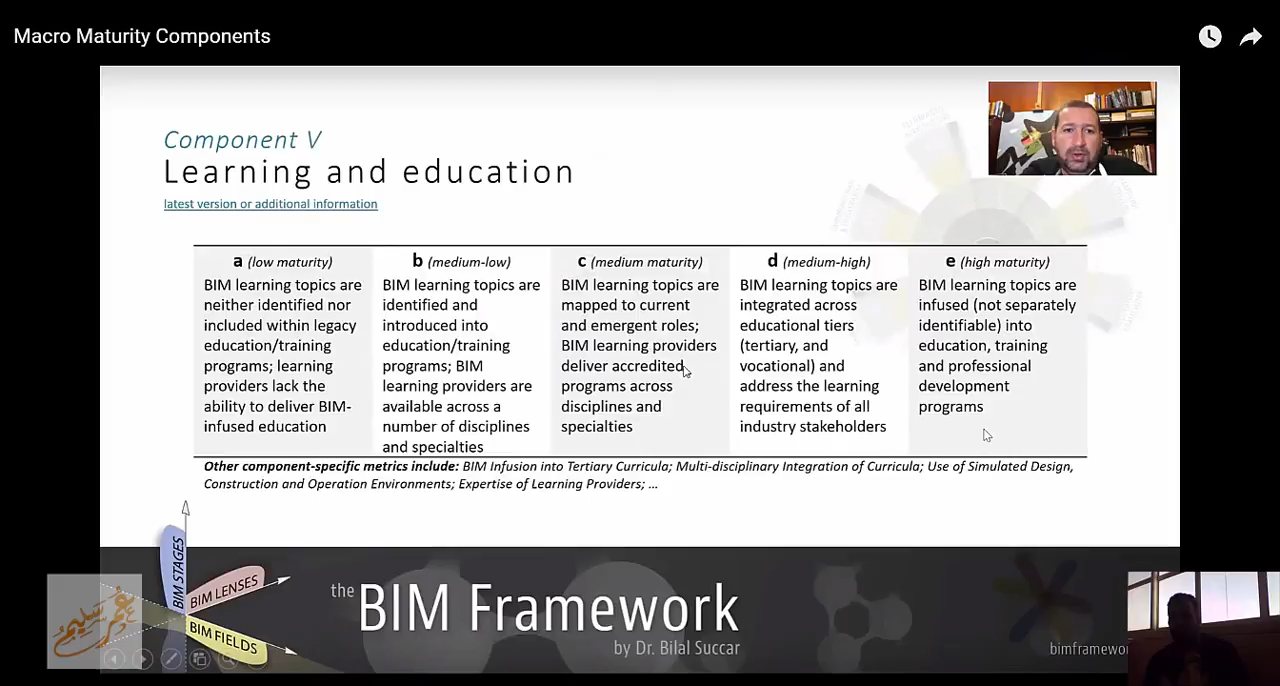 Macro Maturity Components
Component V
Learning and education
latest version or additional information
a (low maturity)
BIM learning topics are
neither identified nor
included within legacy
education/training
programs; learning
providers lack the
ability to deliver BIM-
infused education
b (medium-low)
BIM learning topics are
identified and
introduced into
education/training
programs; BIM
learning providers are
available across a
number of disciplines
and specialties
c (medium maturity)
BIM learning topics are
mapped to current
and emergent roles;
BIM learning providers
deliver accredited
programs across
disciplines and
specialties
d (medium-high)
BIM learning topics are
integrated across
educational tiers
(tertiary, and
vocational) and
address the learning
requirements of all
industry stakeholders
e (high maturity)
BIM learning topics are
infused (not separately
identifiable) into
education, training
and professional
development
programs
Other component-specific metrics include: BIM Infusion into Tertiary Curricula; Multi-disciplinary Integration of Curricula; Use of Simulated Design,
Construction and Operation Environments; Expertise of Learning Providers; ...
BIM STAGES
BIM LENSES
BIM FIELDS
the BIM Framework
by Dr. Bilal Succar
bimframewor
عمر سليم